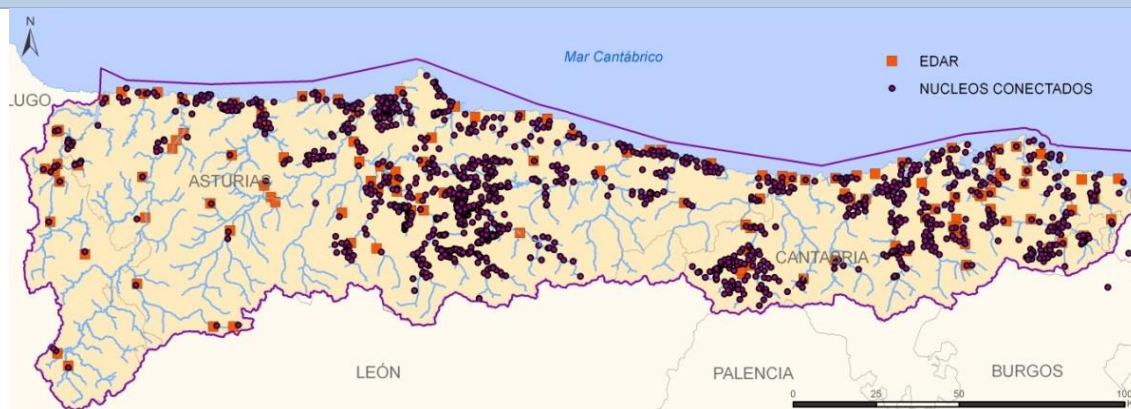 N
Mar Cantábrico
EDAR
NUCLEOS CONECTADOS
LUGO
ASTURIAS
CANTABRIA
LEÓN
PALENCIA
BURGOS
0 25 50 100
K